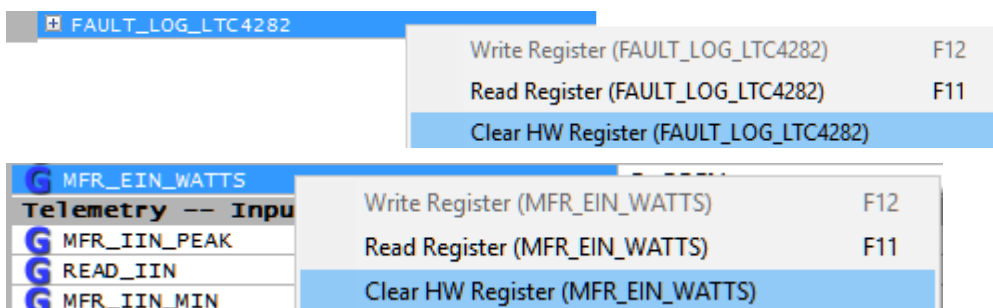 FAULT_LOG_LTC4282
Write Register (FAULT_LOG_LTC4282) F12
Read Register (FAULT_LOG_LTC4282) F11
Clear HW Register (FAULT_LOG_LTC4282)
G MFR_EIN_WATTS
Write Register (MFR_EIN_WATTS) F12
Read Register (MFR_EIN_WATTS) F11
Clear HW Register (MFR_EIN_WATTS)
Telemetry -- Inpu
G MFR_IIN_PEAK
G READ_IIN
G MFR_IIN_MIN